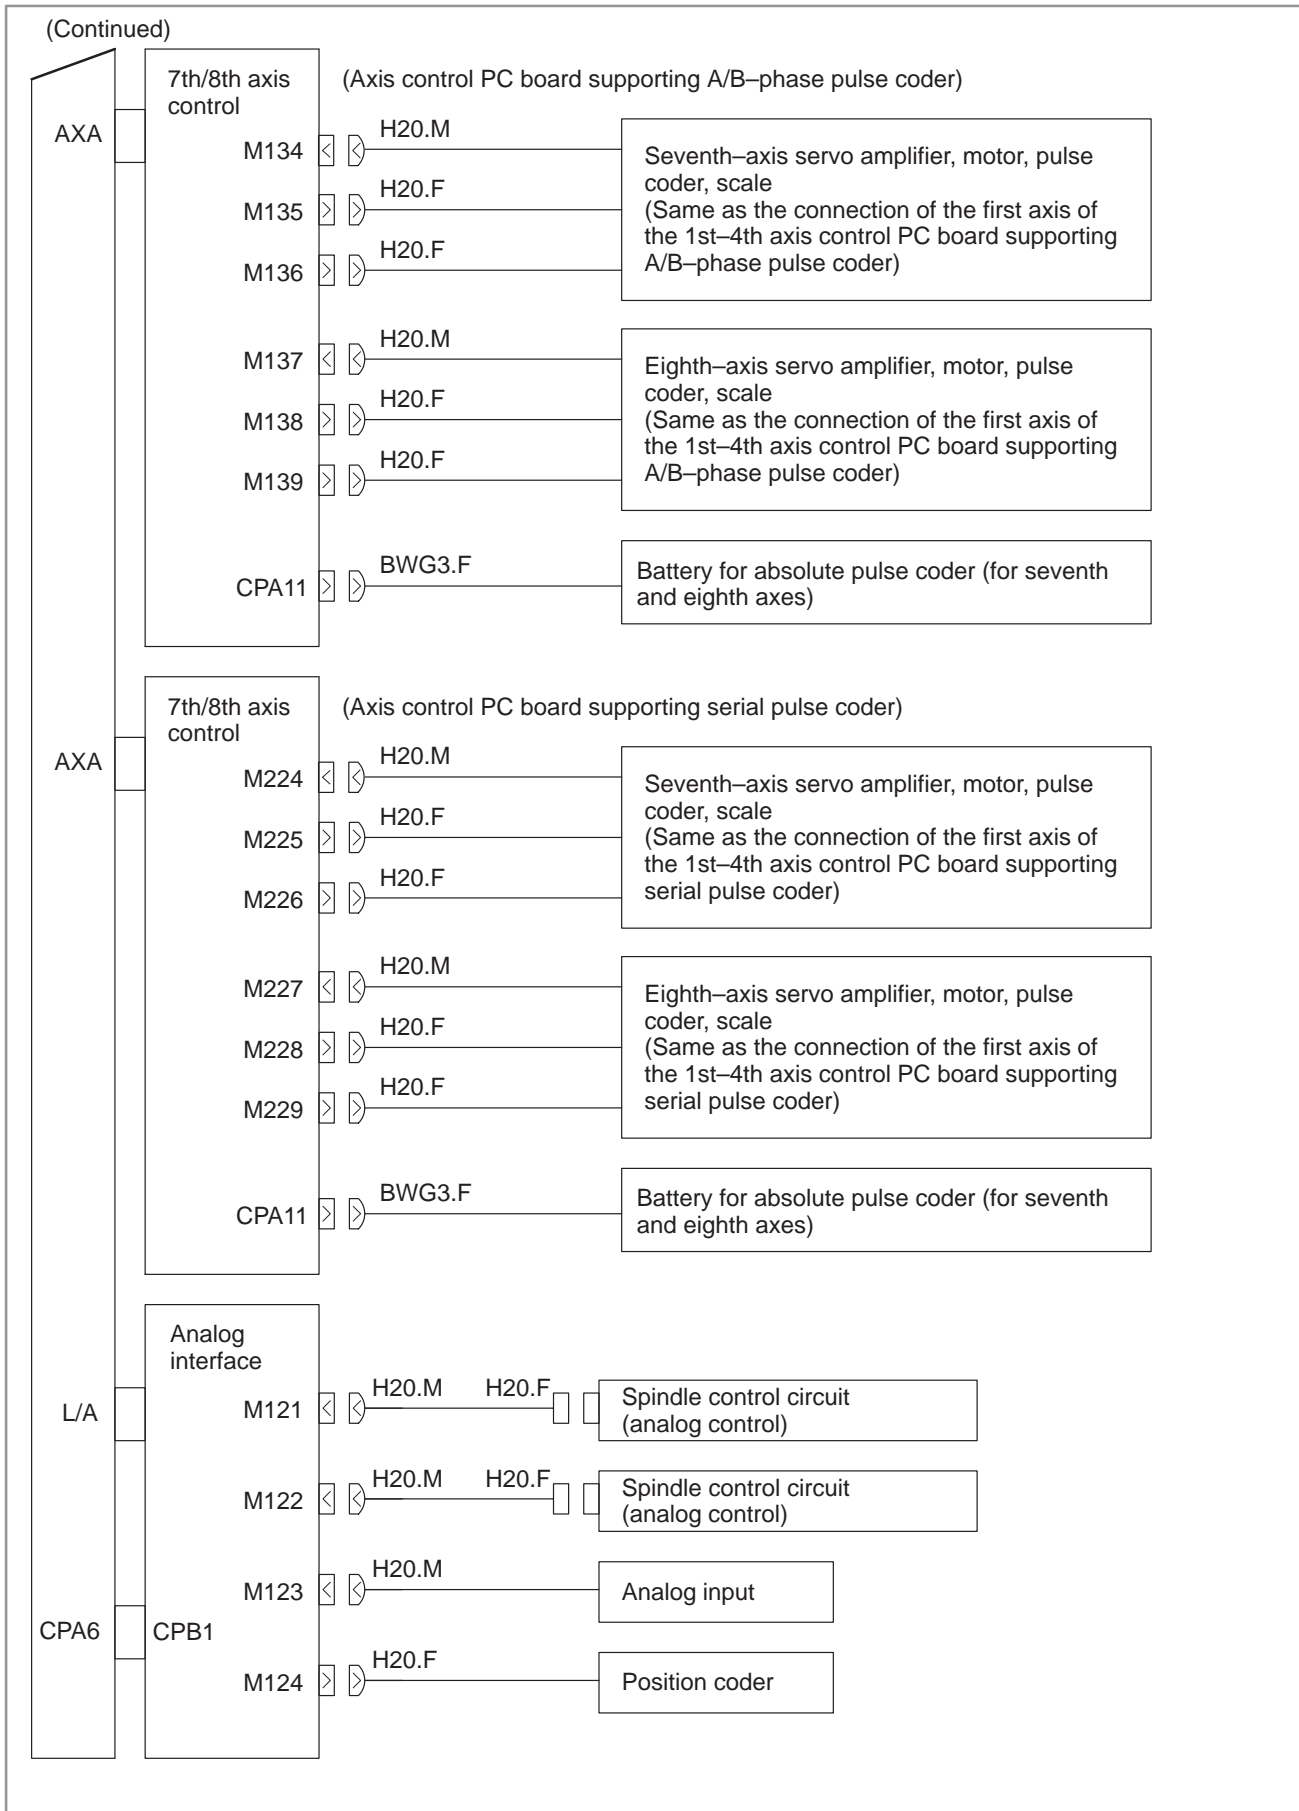 (Continued)
7th/8th axis
control
(Axis control PC board supporting A/B–phase pulse coder)
AXA
M134
H20.M
Seventh–axis servo amplifier, motor, pulse
coder, scale
(Same as the connection of the first axis of
the 1st–4th axis control PC board supporting
A/B–phase pulse coder)
M135
H20.F
M136
H20.F
M137
H20.M
Eighth–axis servo amplifier, motor, pulse
coder, scale
(Same as the connection of the first axis of
the 1st–4th axis control PC board supporting
A/B–phase pulse coder)
M138
H20.F
M139
H20.F
CPA11
BWG3.F
Battery for absolute pulse coder (for seventh
and eighth axes)
7th/8th axis
control
(Axis control PC board supporting serial pulse coder)
AXA
M224
H20.M
Seventh–axis servo amplifier, motor, pulse
coder, scale
(Same as the connection of the first axis of
the 1st–4th axis control PC board supporting
serial pulse coder)
M225
H20.F
M226
H20.F
M227
H20.M
Eighth–axis servo amplifier, motor, pulse
coder, scale
(Same as the connection of the first axis of
the 1st–4th axis control PC board supporting
serial pulse coder)
M228
H20.F
M229
H20.F
CPA11
BWG3.F
Battery for absolute pulse coder (for seventh
and eighth axes)
Analog
interface
L/A
M121
H20.M
H20.F
Spindle control circuit
(analog control)
M122
H20.M
H20.F
Spindle control circuit
(analog control)
M123
H20.M
Analog input
CPA6
CPB1
M124
H20.F
Position coder